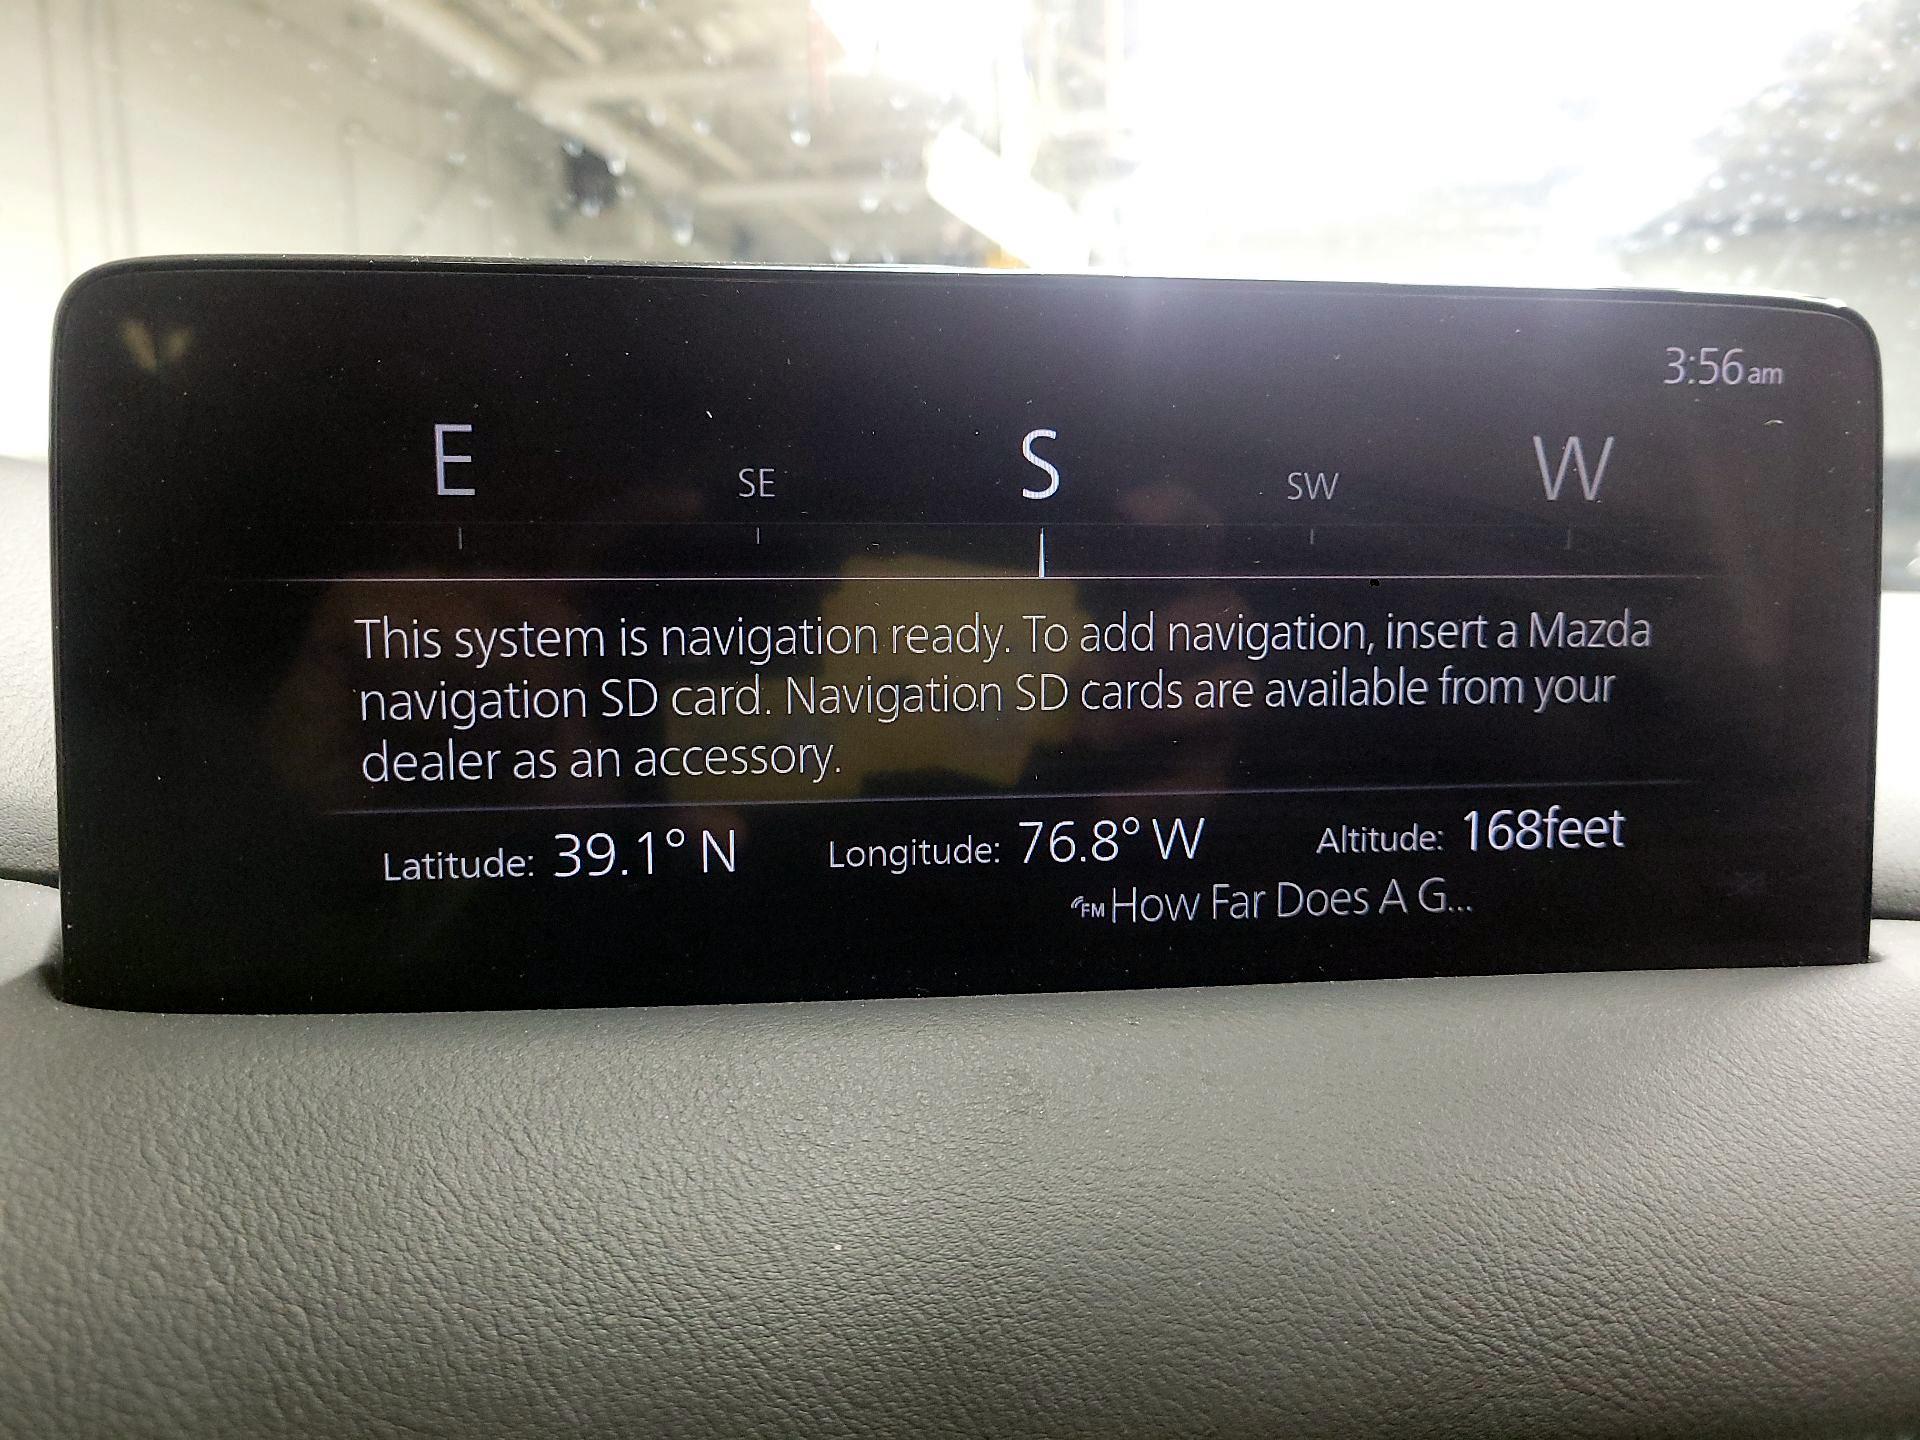 3:56am
E SE S SW W
This system is navigation ready. To add navigation, insert a Mazda
navigation SD card. Navigation SD cards are available from your
dealer as an accessory.
Latitude: 39.1° N Longitude: 76.8° W Altitude: 168feet
FM How Far Does A G...